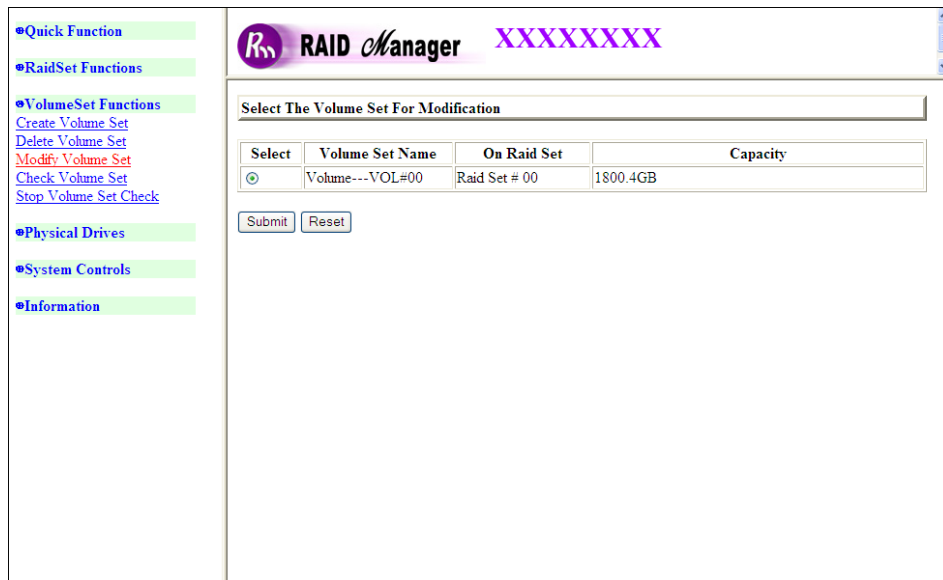 Quick Function
RaidSet Functions
VolumeSet Functions
Create Volume Set
Delete Volume Set
Modify Volume Set
Check Volume Set
Stop Volume Set Check
Physical Drives
System Controls
Information
Rm RAID Manager XXXXXXXX
Select The Volume Set For Modification
Select Volume Set Name On Raid Set Capacity
Volume---VOL#00 Raid Set # 00 1800.4GB
Submit Reset